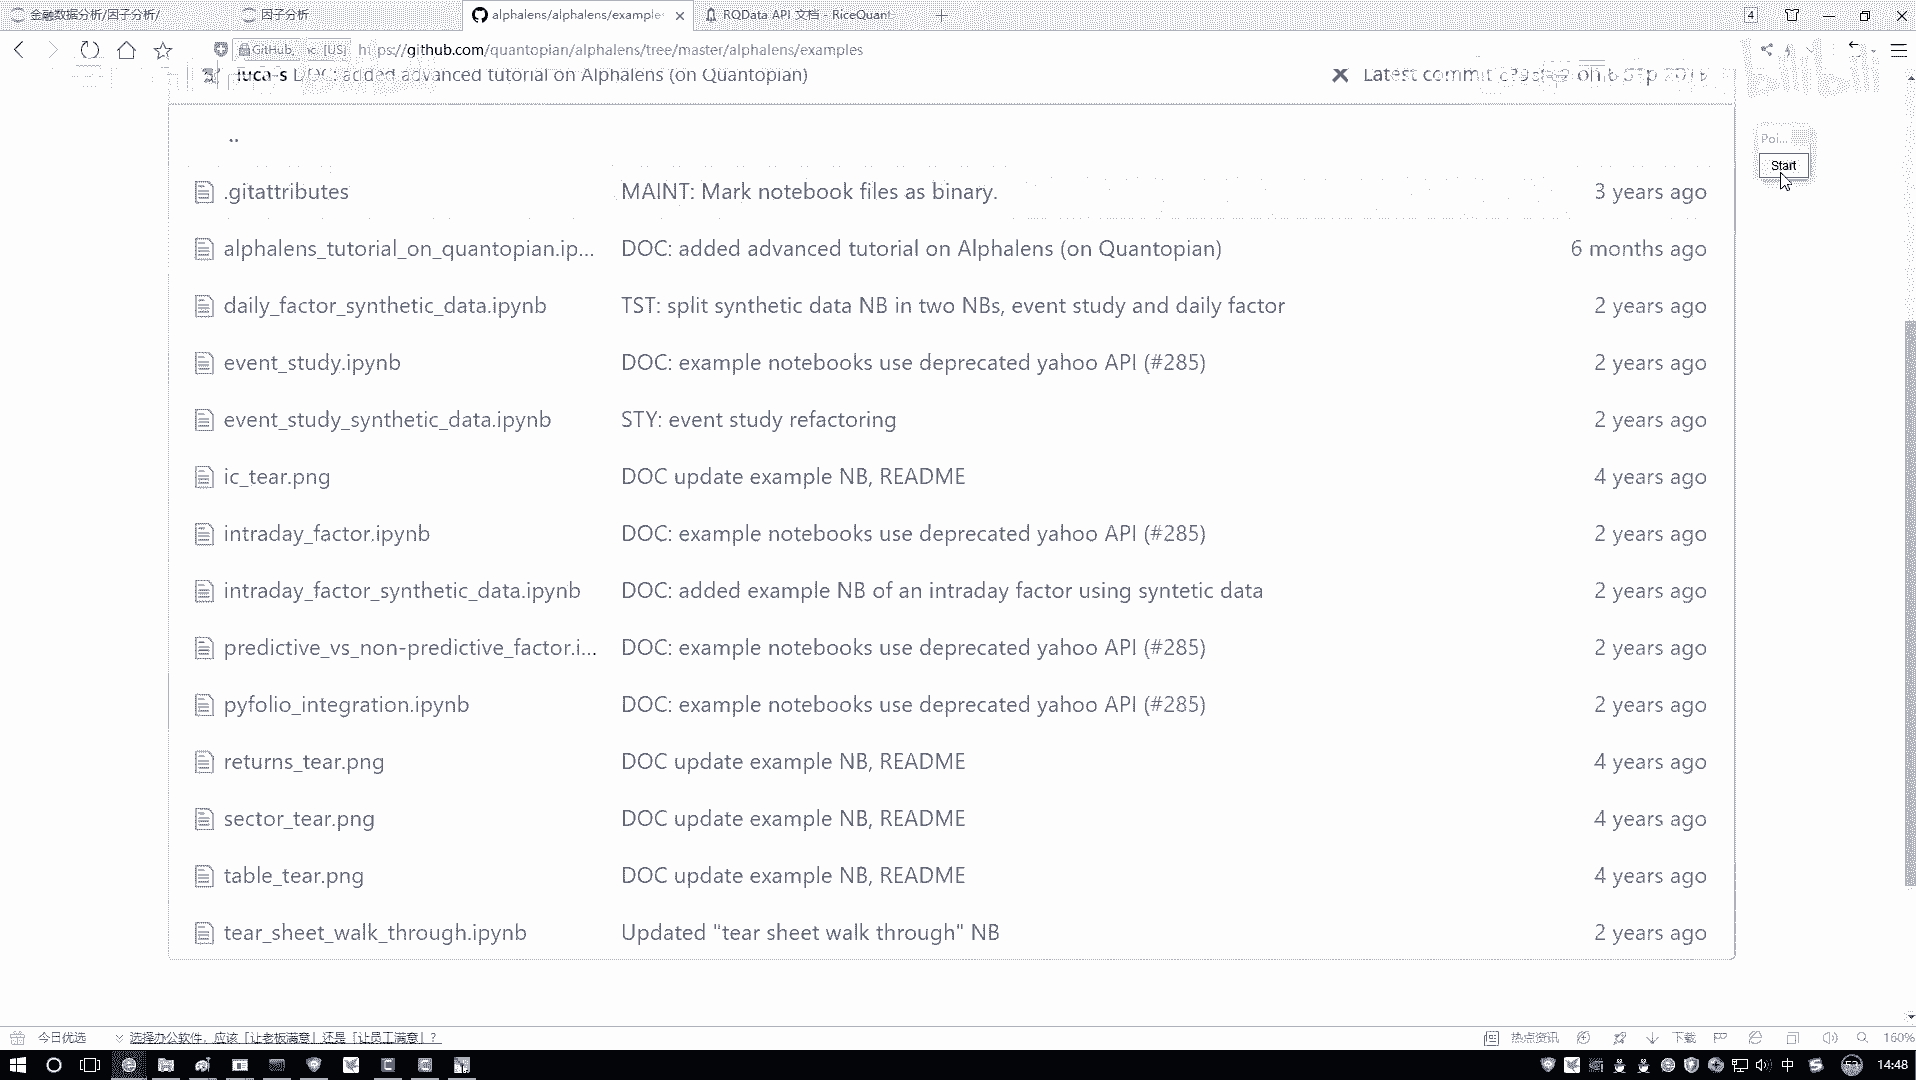 金融数据分析/因子分析/
因子分析
alphalens/alphalens/example
RQData API 文档 - RiceQuant
4
https://github.com/quantopian/alphalens/tree/master/alphalens/examples
luca-s DOC: added advanced tutorial on Alphalens (on Quantopian)
Latest commit
..
Poi...
Start
.gitattributes MAINT: Mark notebook files as binary. 3 years ago
alphalens_tutorial_on_quantopian.ip... DOC: added advanced tutorial on Alphalens (on Quantopian) 6 months ago
daily_factor_synthetic_data.ipynb TST: split synthetic data NB in two NBs, event study and daily factor 2 years ago
event_study.ipynb DOC: example notebooks use deprecated yahoo API (#285) 2 years ago
event_study_synthetic_data.ipynb STY: event study refactoring 2 years ago
ic_tear.png DOC update example NB, README 4 years ago
intraday_factor.ipynb DOC: example notebooks use deprecated yahoo API (#285) 2 years ago
intraday_factor_synthetic_data.ipynb DOC: added example NB of an intraday factor using syntetic data 2 years ago
predictive_vs_non-predictive_factor.i... DOC: example notebooks use deprecated yahoo API (#285) 2 years ago
pyfolio_integration.ipynb DOC: example notebooks use deprecated yahoo API (#285) 2 years ago
returns_tear.png DOC update example NB, README 4 years ago
sector_tear.png DOC update example NB, README 4 years ago
table_tear.png DOC update example NB, README 4 years ago
tear_sheet_walk_through.ipynb Updated "tear sheet walk through" NB 2 years ago
今日优选 选择办公软件，应该「让老板满意」还是「让员工满意」？
热点资讯 下载 160%
中 14:48